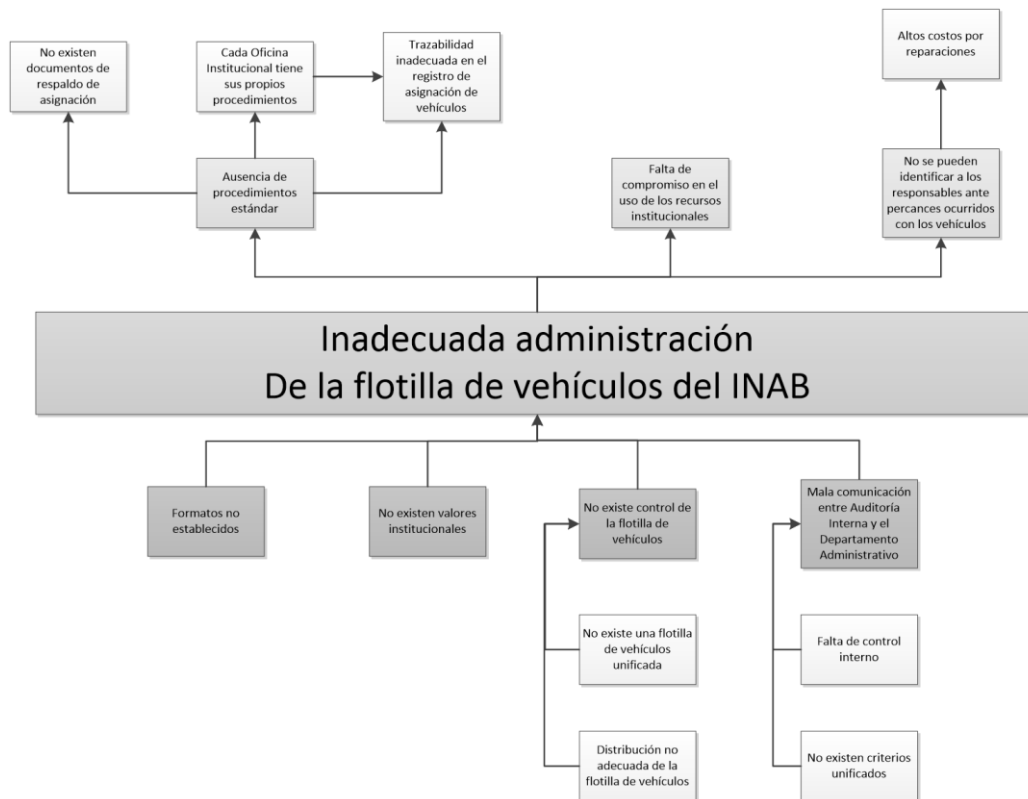 No existen
documentos de
respaldo de
asignación
Cada Oficina
Institucional tiene
sus propios
procedimientos
Trazabilidad
inadecuada en el
registro de
asignación de
vehículos
Altos costos por
reparaciones
Ausencia de
procedimientos
estándar
Falta de
compromiso en el
uso de los recursos
institucionales
No se pueden
identificar a los
responsables ante
percances ocurridos
con los vehículos
Inadecuada administración
De la flotilla de vehículos del INAB
Formatos no
establecidos
No existen valores
institucionales
No existe control de
la flotilla de
vehículos
Mala comunicación
entre Auditoría
Interna y el
Departamento
Administrativo
No existe una flotilla
de vehículos
unificada
Falta de control
interno
Distribución no
adecuada de la
flotilla de vehículos
No existen criterios
unificados